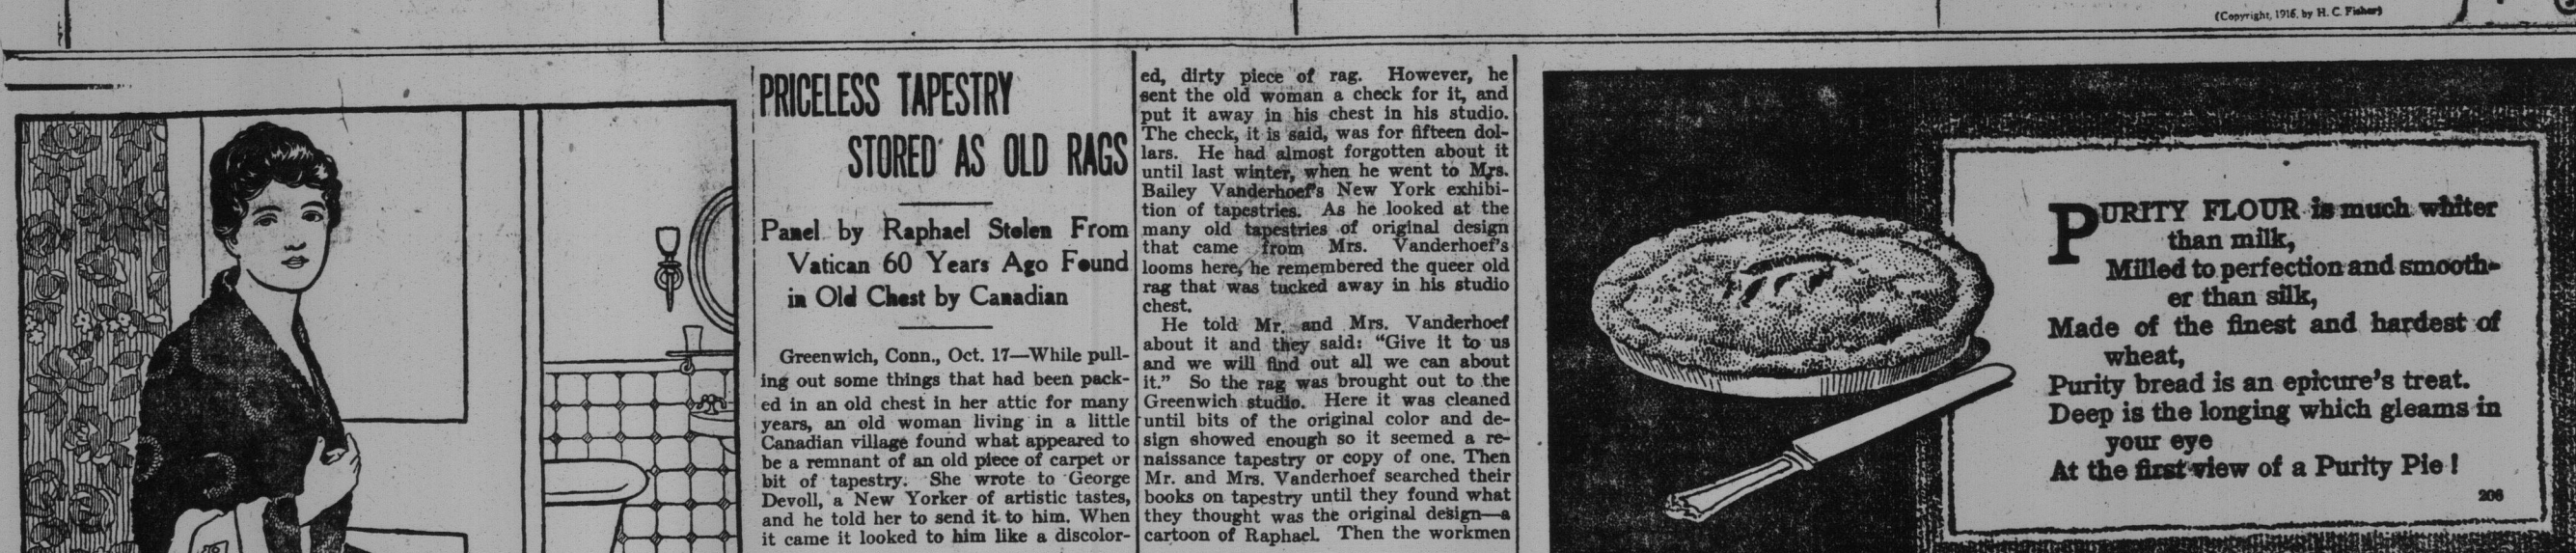 (Copyright, 1916, by H. C. Fisher)
PRICELESS TAPESTRY
STORED AS OLD RAGS
Panel by Raphael Stolen From
Vatican 60 Years Ago Found
in Old Chest by Canadian
Greenwich, Conn., Oct. 17—While pull-
ing out some things that had been pack-
ed in an old chest in her attic for many
years, an old woman living in a little
Canadian village found what appeared to
be a remnant of an old piece of carpet or
bit of tapestry. She wrote to George
Devoll, a New Yorker of artistic tastes,
and he told her to send it to him. When
it came it looked to him like a discolor-
ed, dirty piece of rag. However, he
sent the old woman a check for it, and
put it away in his chest in his studio.
The check, it is said, was for fifteen dol-
lars. He had almost forgotten about it
until last winter, when he went to Mrs.
Bailey Vanderhoef's New York exhibi-
tion of tapestries. As he looked at the
many old tapestries of original design
that came from Mrs. Vanderhoef's
looms here, he remembered the queer old
rag that was tucked away in his studio
chest.
He told Mr. and Mrs. Vanderhoef
about it and they said: "Give it to us
and we will find out all we can about
it." So the rag was brought out to the
Greenwich studio. Here it was cleaned
until bits of the original color and de-
sign showed enough so it seemed a re-
naissance tapestry or copy of one. Then
Mr. and Mrs. Vanderhoef searched their
books on tapestry until they found what
they thought was the original design—a
cartoon of Raphael. Then the workmen
PURITY FLOUR is much whiter
than milk,
Milled to perfection and smooth-
er than silk,
Made of the finest and hardest of
wheat,
Purity bread is an epicure's treat.
Deep is the longing which gleams in
your eye
At the first view of a Purity Pie!
206